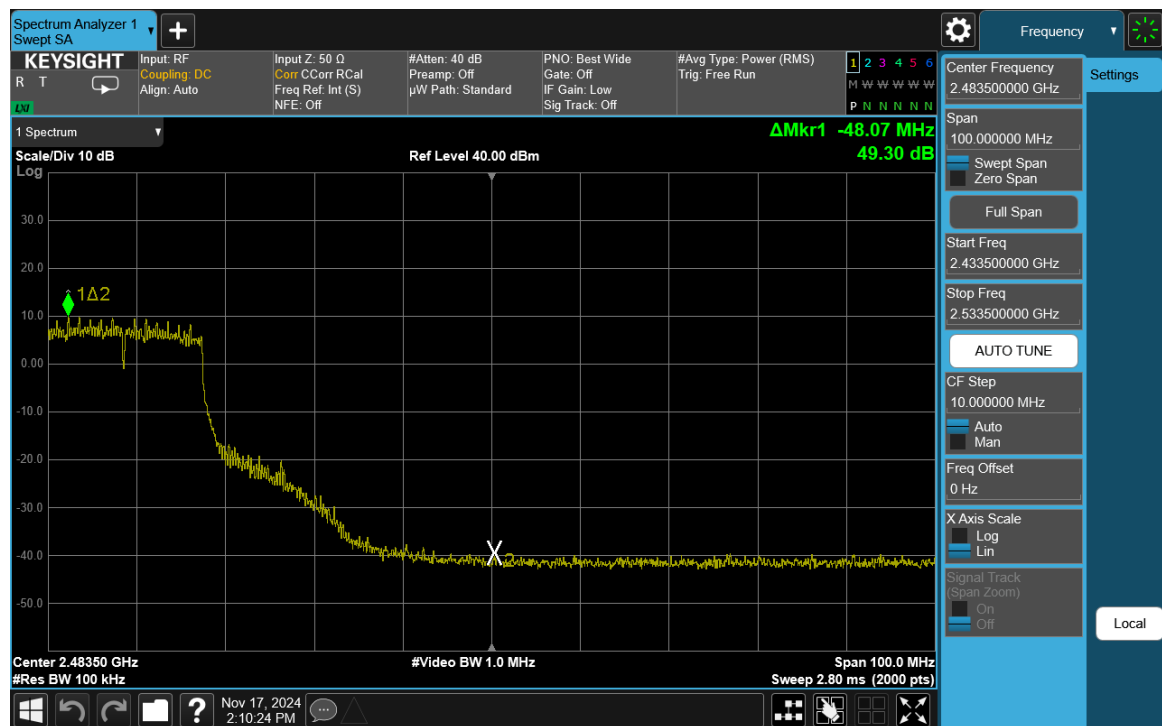 Spectrum Analyzer 1
Swept SA
Frequency
KEYSIGHT
R T
LXI
Input: RF
Coupling: DC
Align: Auto
Input Z: 50 Ω
Corr CCorr RCal
Freq Ref: Int (S)
NFE: Off
#Atten: 40 dB
Preamp: Off
µW Path: Standard
PNO: Best Wide
Gate: Off
IF Gain: Low
Sig Track: Off
#Avg Type: Power (RMS)
Trig: Free Run
1 2 3 4 5 6
M W W W W W
P N N N N N
1 Spectrum
ΔMkr1 -48.07 MHz
49.30 dB
Scale/Div 10 dB
Ref Level 40.00 dBm
Log
30.0
20.0
10.0
0.00
-10.0
-20.0
-30.0
-40.0
-50.0
1Δ2
X
2
Center 2.48350 GHz
#Video BW 1.0 MHz
Span 100.0 MHz
#Res BW 100 kHz
Sweep 2.80 ms (2000 pts)
Center Frequency
2.483500000 GHz
Span
100.000000 MHz
Swept Span
Zero Span
Full Span
Start Freq
2.433500000 GHz
Stop Freq
2.533500000 GHz
AUTO TUNE
CF Step
10.000000 MHz
Auto
Man
Freq Offset
0 Hz
X Axis Scale
Log
Lin
Signal Track
(Span Zoom)
On
Off
Settings
Local
?
Nov 17, 2024
2:10:24 PM